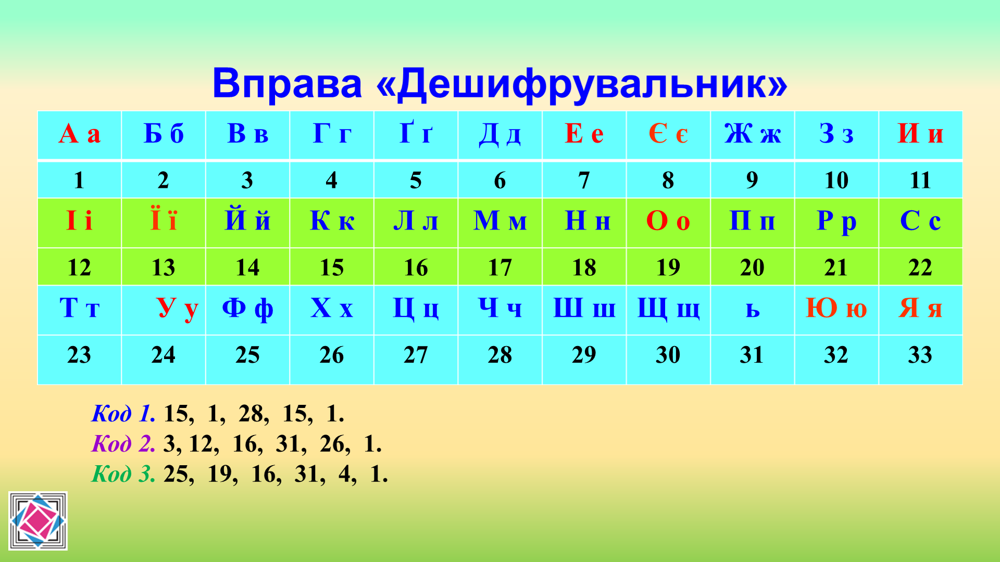 Вправа «Дешифрувальник»
А а Б б В в Г г Ґ ґ Д д Е е Є є Ж ж З з И и
1 2 3 4 5 6 7 8 9 10 11
І і Ї ї Й й К к Л л М м Н н О о П п Р р С с
12 13 14 15 16 17 18 19 20 21 22
Т т У у Ф ф Х х Ц ц Ч ч Ш ш Щ щ ь Ю ю Я я
23 24 25 26 27 28 29 30 31 32 33
Код 1. 15, 1, 28, 15, 1.
Код 2. 3, 12, 16, 31, 26, 1.
Код 3. 25, 19, 16, 31, 4, 1.